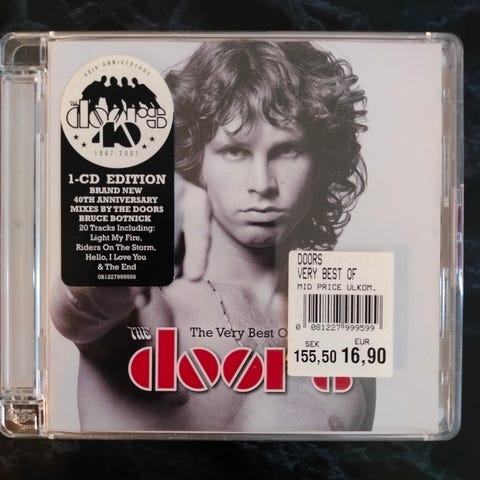 40TH ANNIVERSARY
THE
doors
40
1967-2007
1-CD EDITION
BRAND NEW
40TH ANNIVERSARY
MIXES BY THE DOORS
BRUCE BOTNICK
20 Tracks Including:
Light My Fire,
Riders On The Storm,
Hello, I Love You
& The End
081227999599
DOORS
VERY BEST OF
MID PRICE ULKOM.
0 081227 999599
SEK EUR
155,50 16,90
THE The Very Best O
doors